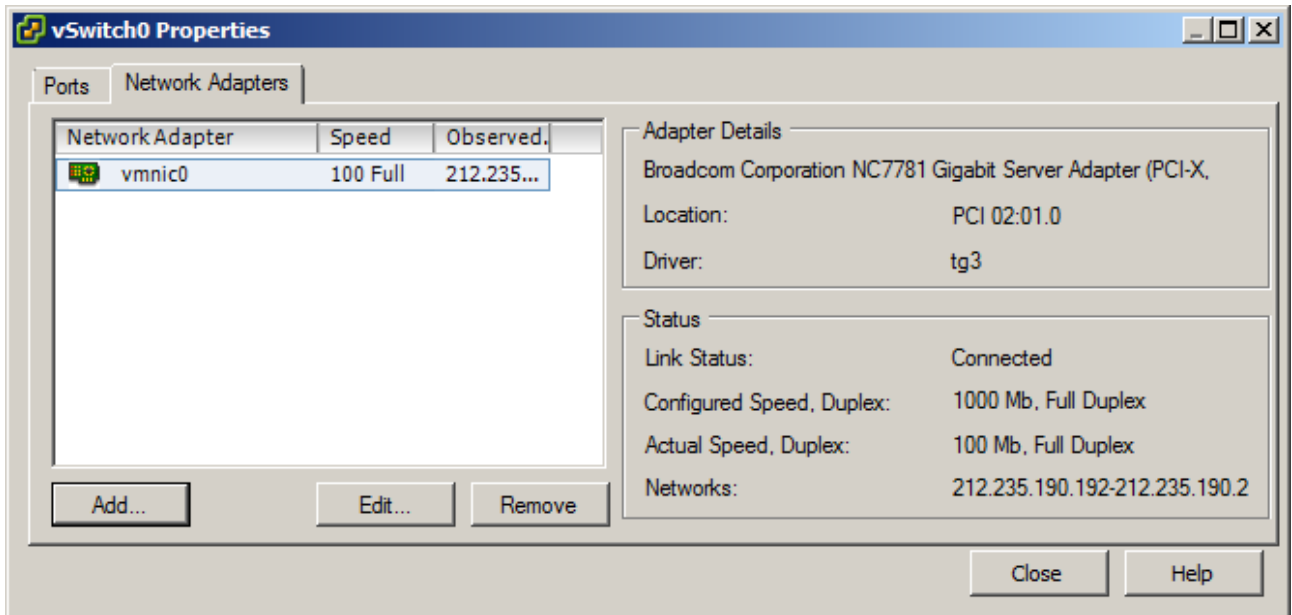 vSwitch0 Properties
Ports
Network Adapters
Network Adapter Speed Observed.
vmnic0 100 Full 212.235...
Adapter Details
Broadcom Corporation NC7781 Gigabit Server Adapter (PCI-X,
Location: PCI 02:01.0
Driver: tg3
Status
Link Status: Connected
Configured Speed, Duplex: 1000 Mb, Full Duplex
Actual Speed, Duplex: 100 Mb, Full Duplex
Networks: 212.235.190.192-212.235.190.2
Add... Edit... Remove
Close Help